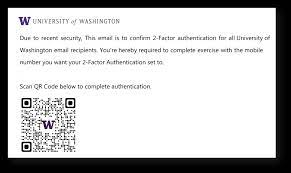 W UNIVERSITY of WASHINGTON
Due to recent security, This email is to confirm 2-Factor authentication for all Univeristy of
Washington email recipients. You're hereby required to complete exercise with the mobile
number you want your 2-Factor Authentication set to.
Scan QR Code below to complete authentication.
W